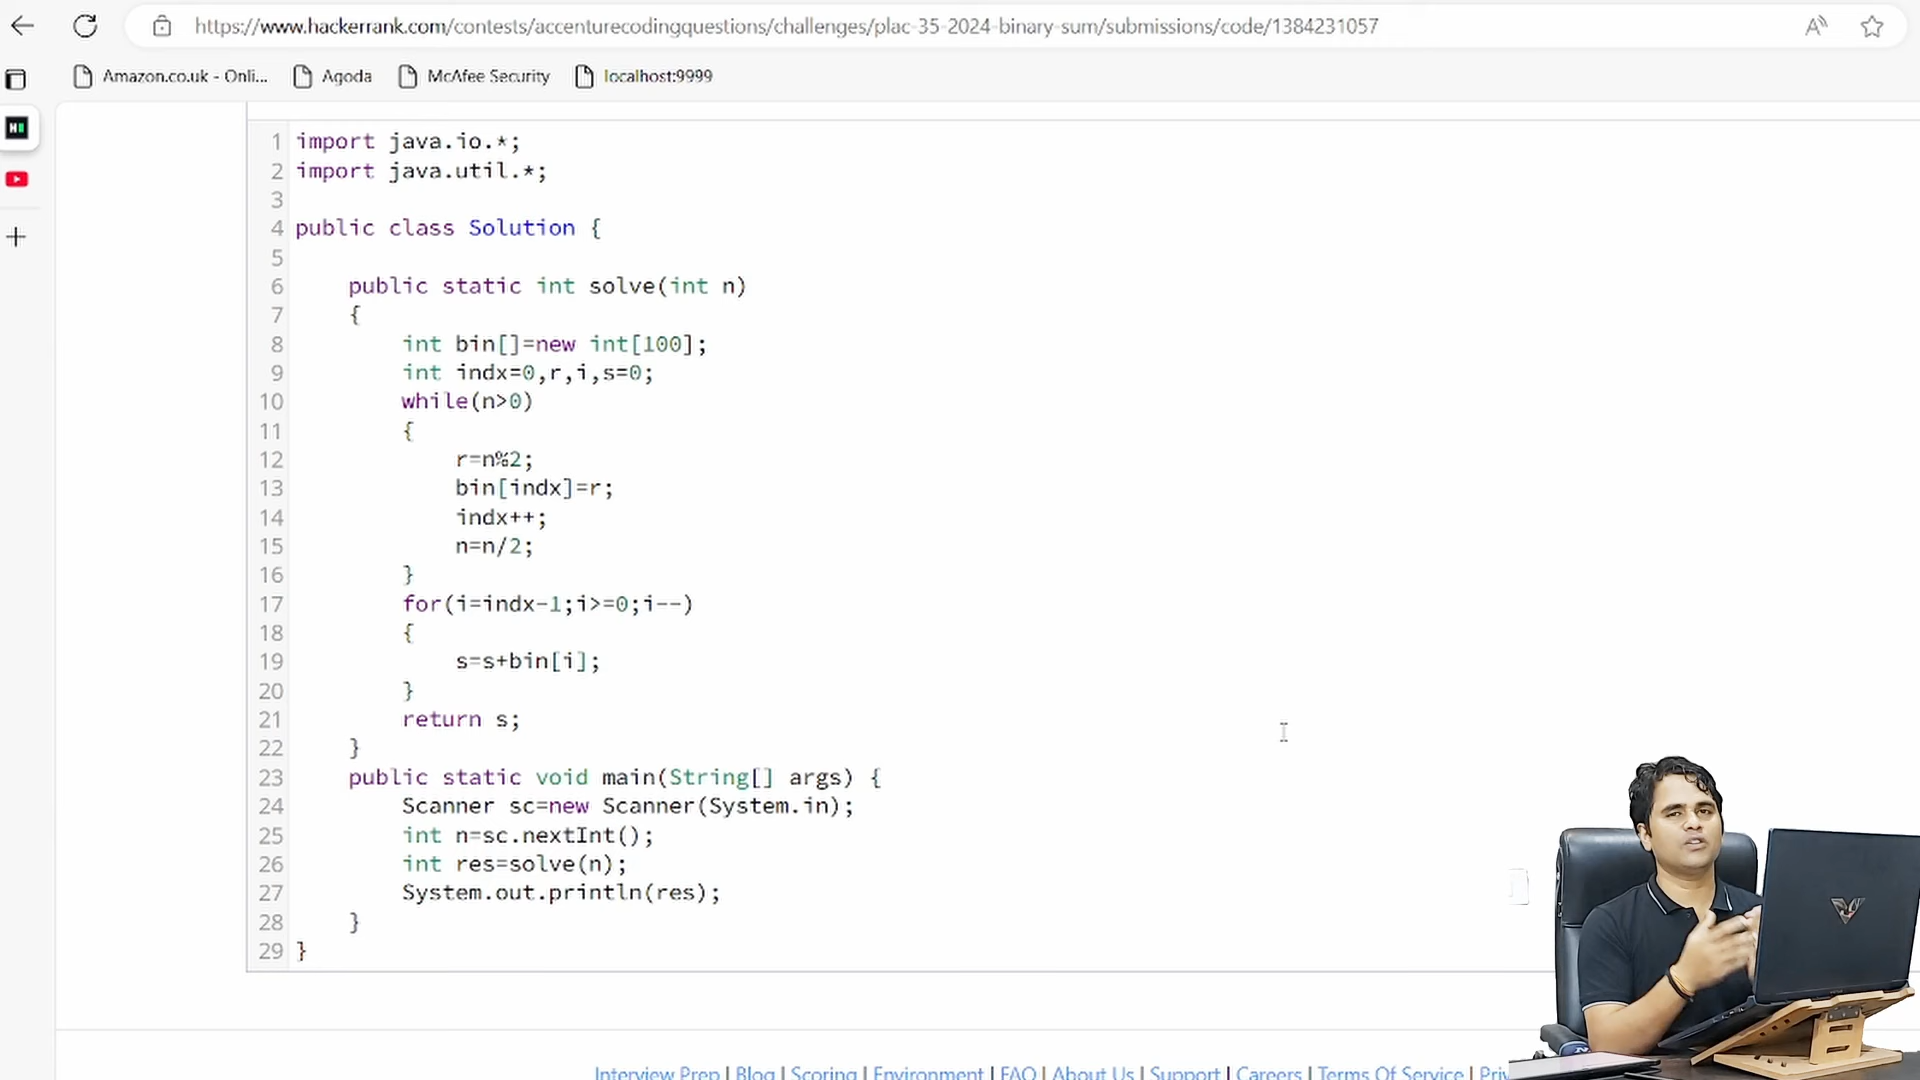 https://www.hackerrank.com/contests/accenturecodingquestions/challenges/plac-35-2024-binary-sum/submissions/code/1384231057
Amazon.co.uk - Onli... Agoda McAfee Security localhost:9999
1 import java.io.*;
2 import java.util.*;
3
4 public class Solution {
5
6 public static int solve(int n)
7 {
8 int bin[]=new int[100];
9 int indx=0,r,i,s=0;
10 while(n>0)
11 {
12 r=n%2;
13 bin[indx]=r;
14 indx++;
15 n=n/2;
16 }
17 for(i=indx-1;i>=0;i--)
18 {
19 s=s+bin[i];
20 }
21 return s;
22 }
23 public static void main(String[] args) {
24 Scanner sc=new Scanner(System.in);
25 int n=sc.nextInt();
26 int res=solve(n);
27 System.out.println(res);
28 }
29 }
Interview Prep | Blog | Scoring | Environment | FAQ | About Us | Support | Careers | Terms Of Service | Priv